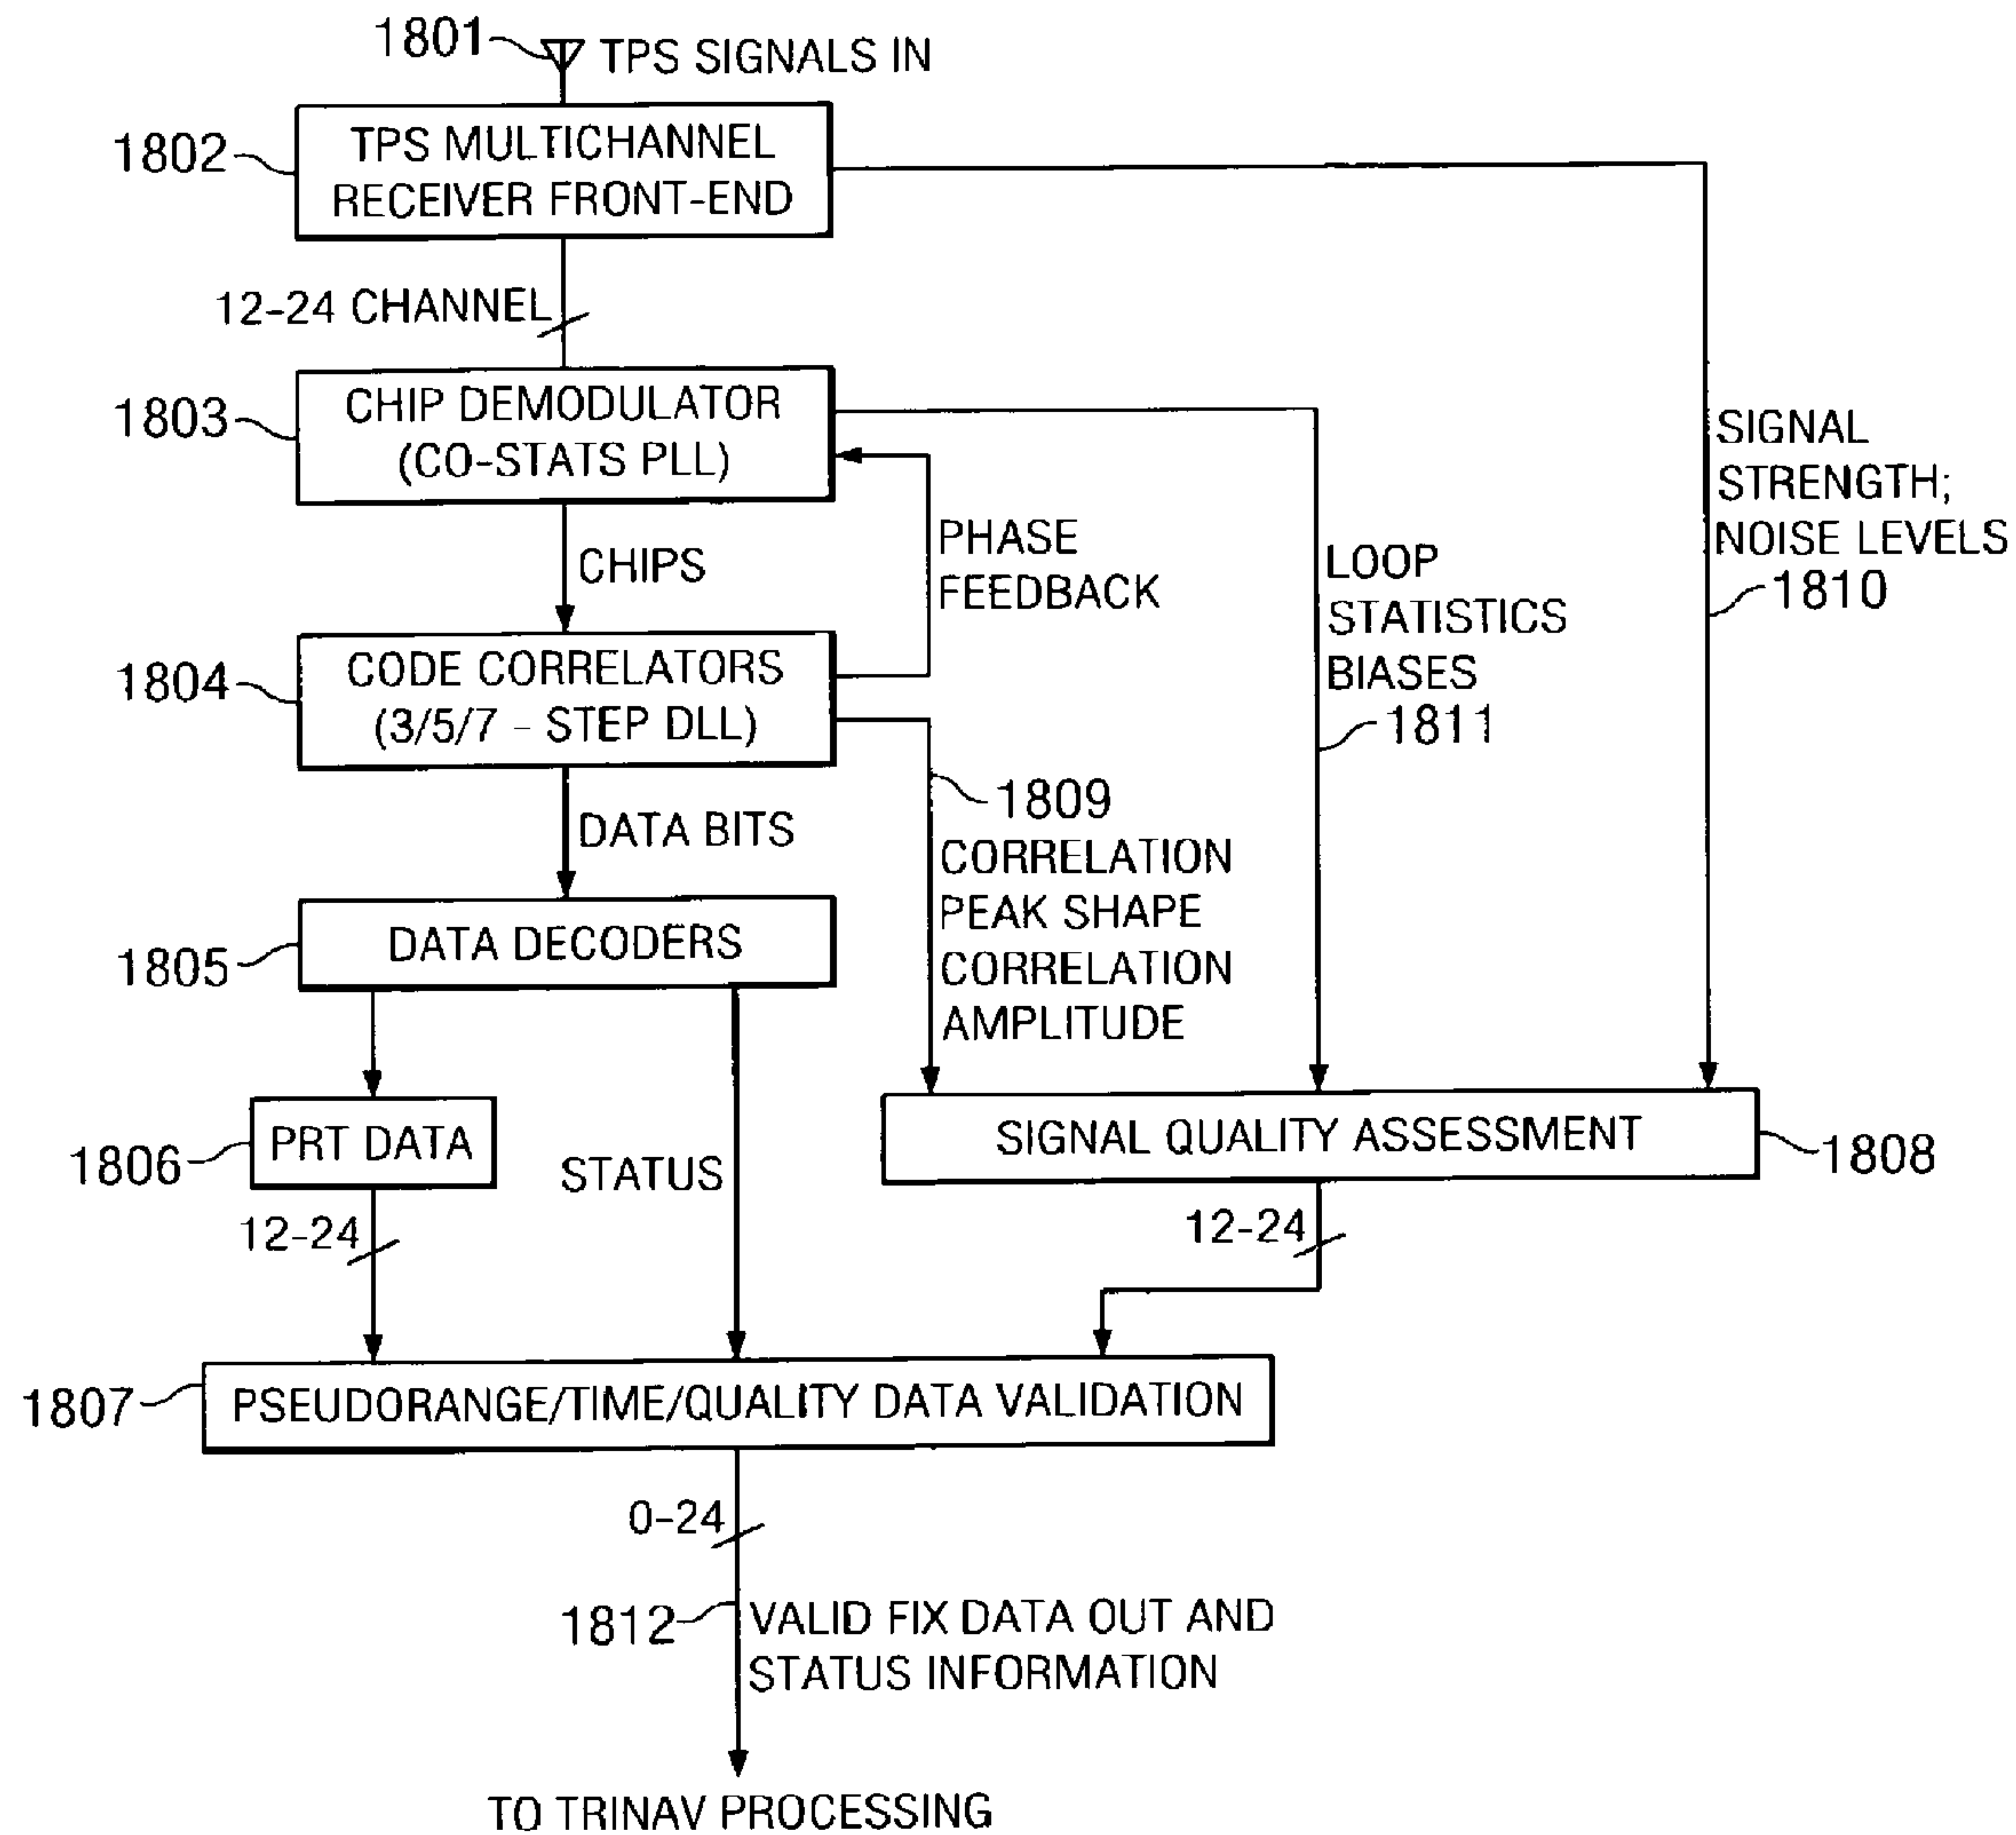 1801
TPS SIGNALS IN
1802
TPS MULTICHANNEL
RECEIVER FRONT-END
12-24 CHANNEL
1803
CHIP DEMODULATOR
(CO-STATS PLL)
SIGNAL
STRENGTH;
NOISE LEVELS
1810
PHASE
FEEDBACK
CHIPS
LOOP
STATISTICS
BIASES
1811
1804
CODE CORRELATORS
(3/5/7 - STEP DLL)
1809
CORRELATION
PEAK SHAPE
CORRELATION
AMPLITUDE
DATA BITS
1805
DATA DECODERS
1806
PRT DATA
STATUS
SIGNAL QUALITY ASSESSMENT
1808
12-24
12-24
1807
PSEUDORANGE/TIME/QUALITY DATA VALIDATION
0-24
1812
VALID FIX DATA OUT AND
STATUS INFORMATION
TO TRINAV PROCESSING